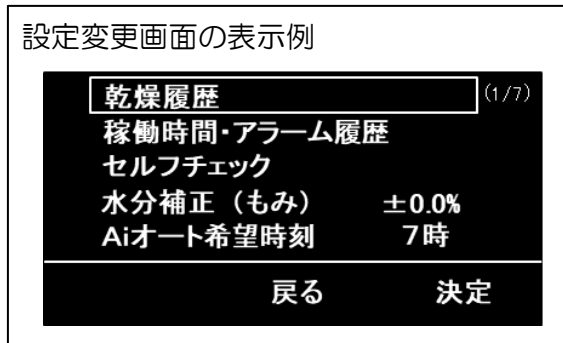 設定変更画面の表示例
乾燥履歴 (1/7)
稼働時間・アラーム履歴
セルフチェック
水分補正（もみ） ±0.0%
Aiオート希望時刻 7時
戻る 決定